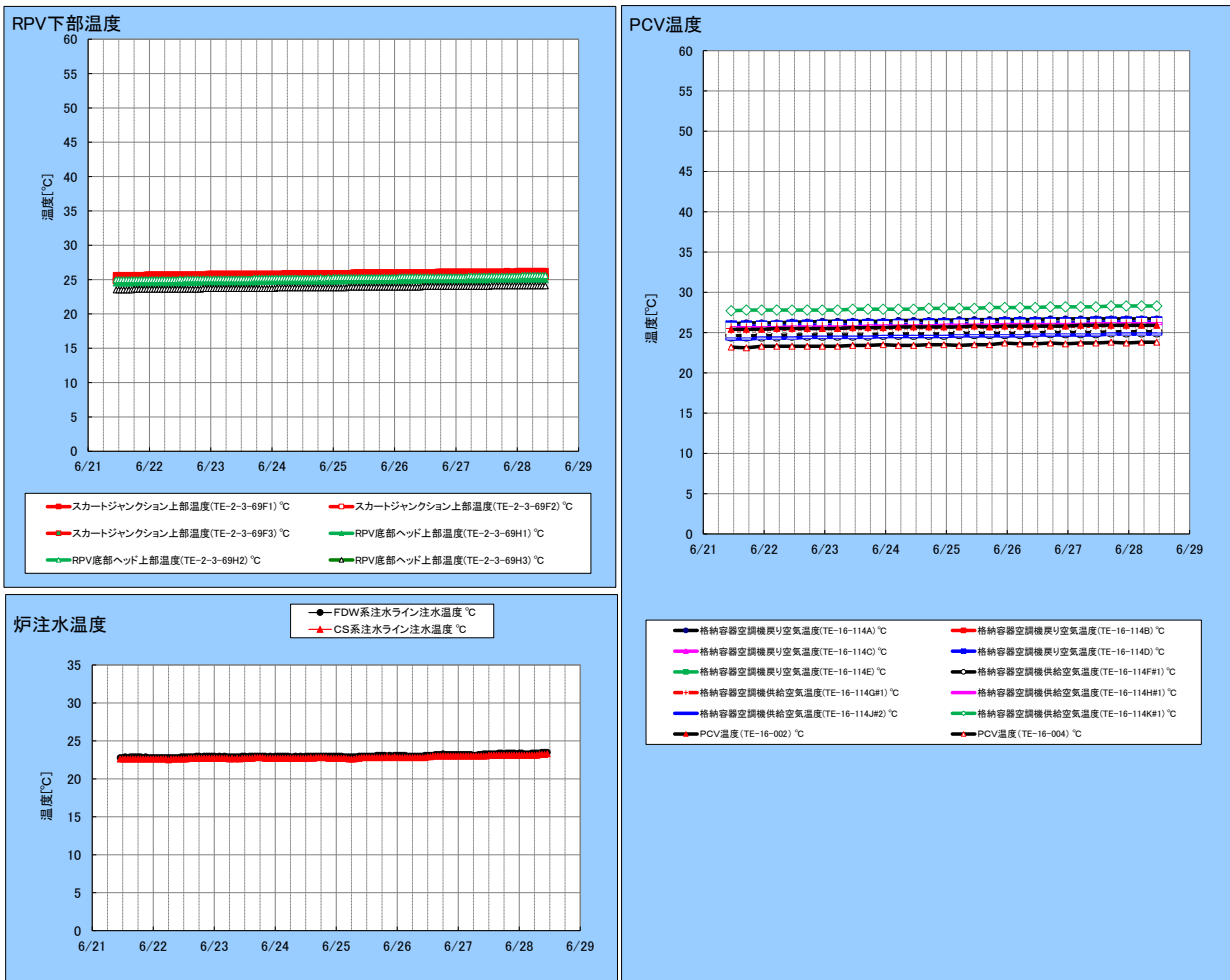 RPV下部温度
60
55
50
45
40
35
30
25
20
15
10
5
0
温度[℃]
6/21 6/22 6/23 6/24 6/25 6/26 6/27 6/28 6/29
スカートジャンクション上部温度(TE-2-3-69F1) ℃ スカートジャンクション上部温度(TE-2-3-69F2) ℃
スカートジャンクション上部温度(TE-2-3-69F3) ℃ RPV底部ヘッド上部温度(TE-2-3-69H1) ℃
RPV底部ヘッド上部温度(TE-2-3-69H2) ℃ RPV底部ヘッド上部温度(TE-2-3-69H3) ℃
炉注水温度
FDW系注水ライン注水温度 ℃
CS系注水ライン注水温度 ℃
35
30
25
20
15
10
5
0
温度[℃]
6/21 6/22 6/23 6/24 6/25 6/26 6/27 6/28 6/29
PCV温度
60
55
50
45
40
35
30
25
20
15
10
5
0
温度[℃]
6/21 6/22 6/23 6/24 6/25 6/26 6/27 6/28 6/29
格納容器空調機戻り空気温度(TE-16-114A) ℃ 格納容器空調機戻り空気温度(TE-16-114B) ℃
格納容器空調機戻り空気温度(TE-16-114C) ℃ 格納容器空調機戻り空気温度(TE-16-114D) ℃
格納容器空調機戻り空気温度(TE-16-114E) ℃ 格納容器空調機供給空気温度(TE-16-114F#1) ℃
格納容器空調機供給空気温度(TE-16-114G#1) ℃ 格納容器空調機供給空気温度(TE-16-114H#1) ℃
格納容器空調機供給空気温度(TE-16-114J#2) ℃ 格納容器空調機供給空気温度(TE-16-114K#1) ℃
PCV温度(TE-16-002) ℃ PCV温度(TE-16-004) ℃